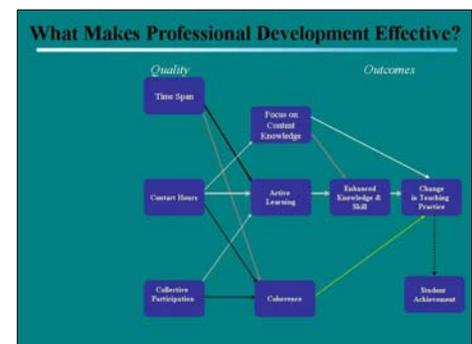 What Makes Professional Development Effective?
Quality
Outcomes
Time Span
Focus on
Content
Knowledge
Contact Hours
Active
Learning
Enhanced
Knowledge &
Skill
Change
in Teaching
Practice
Collective
Participation
Coherence
Student
Achievement